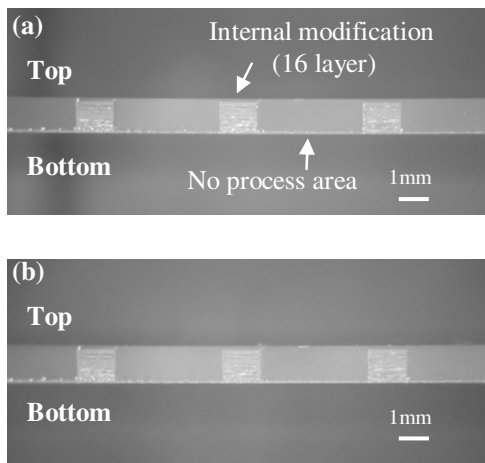 (a)
Internal modification
(16 layer)
Top
Bottom
No process area
1mm
(b)
Top
Bottom
1mm